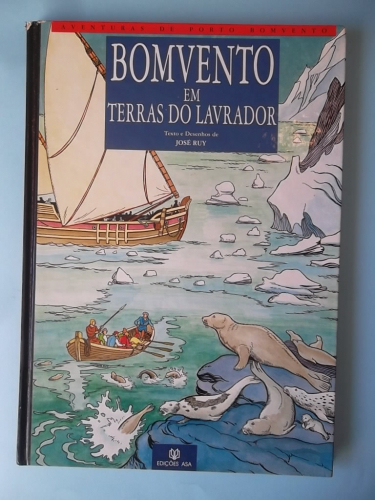 AVENTURAS DE PORTO BOMVENTO
BOMVENTO
EM
TERRAS DO LAVRADOR
Texto e Desenhos de
JOSÉ RUY
EDIÇÕES ASA